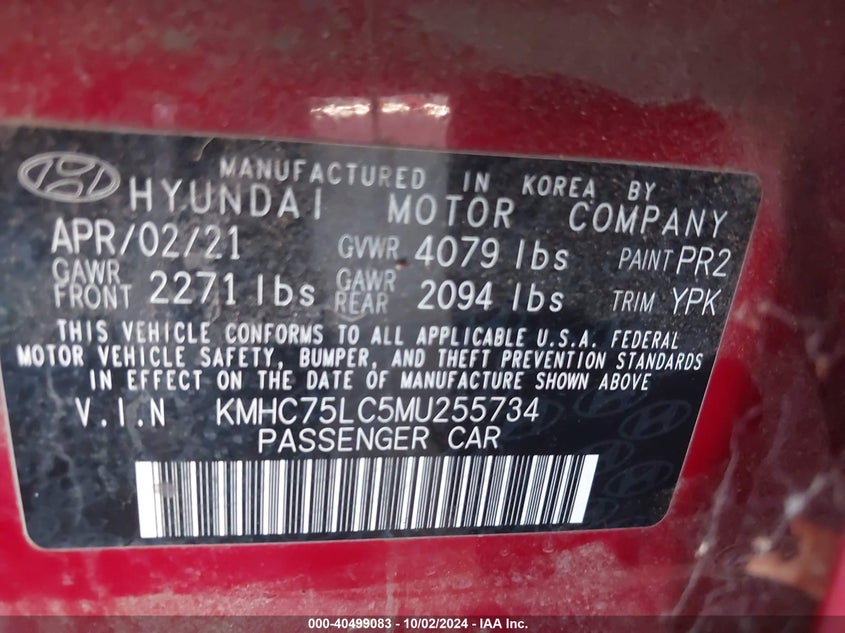 MANUFACTURED IN KOREA BY
HYUNDAI MOTOR COMPANY
APR/02/21 GVWR 4079 lbs PAINT PR2
GAWR FRONT 2271 lbs GAWR REAR 2094 lbs TRIM YPK
THIS VEHICLE CONFORMS TO ALL APPLICABLE U.S.A. FEDERAL
MOTOR VEHICLE SAFETY, BUMPER, AND THEFT PREVENTION STANDARDS
IN EFFECT ON THE DATE OF MANUFACTURE SHOWN ABOVE
V.I.N KMHC75LC5MU255734
PASSENGER CAR
000-40499083 - 10/02/2024 - IAA Inc.